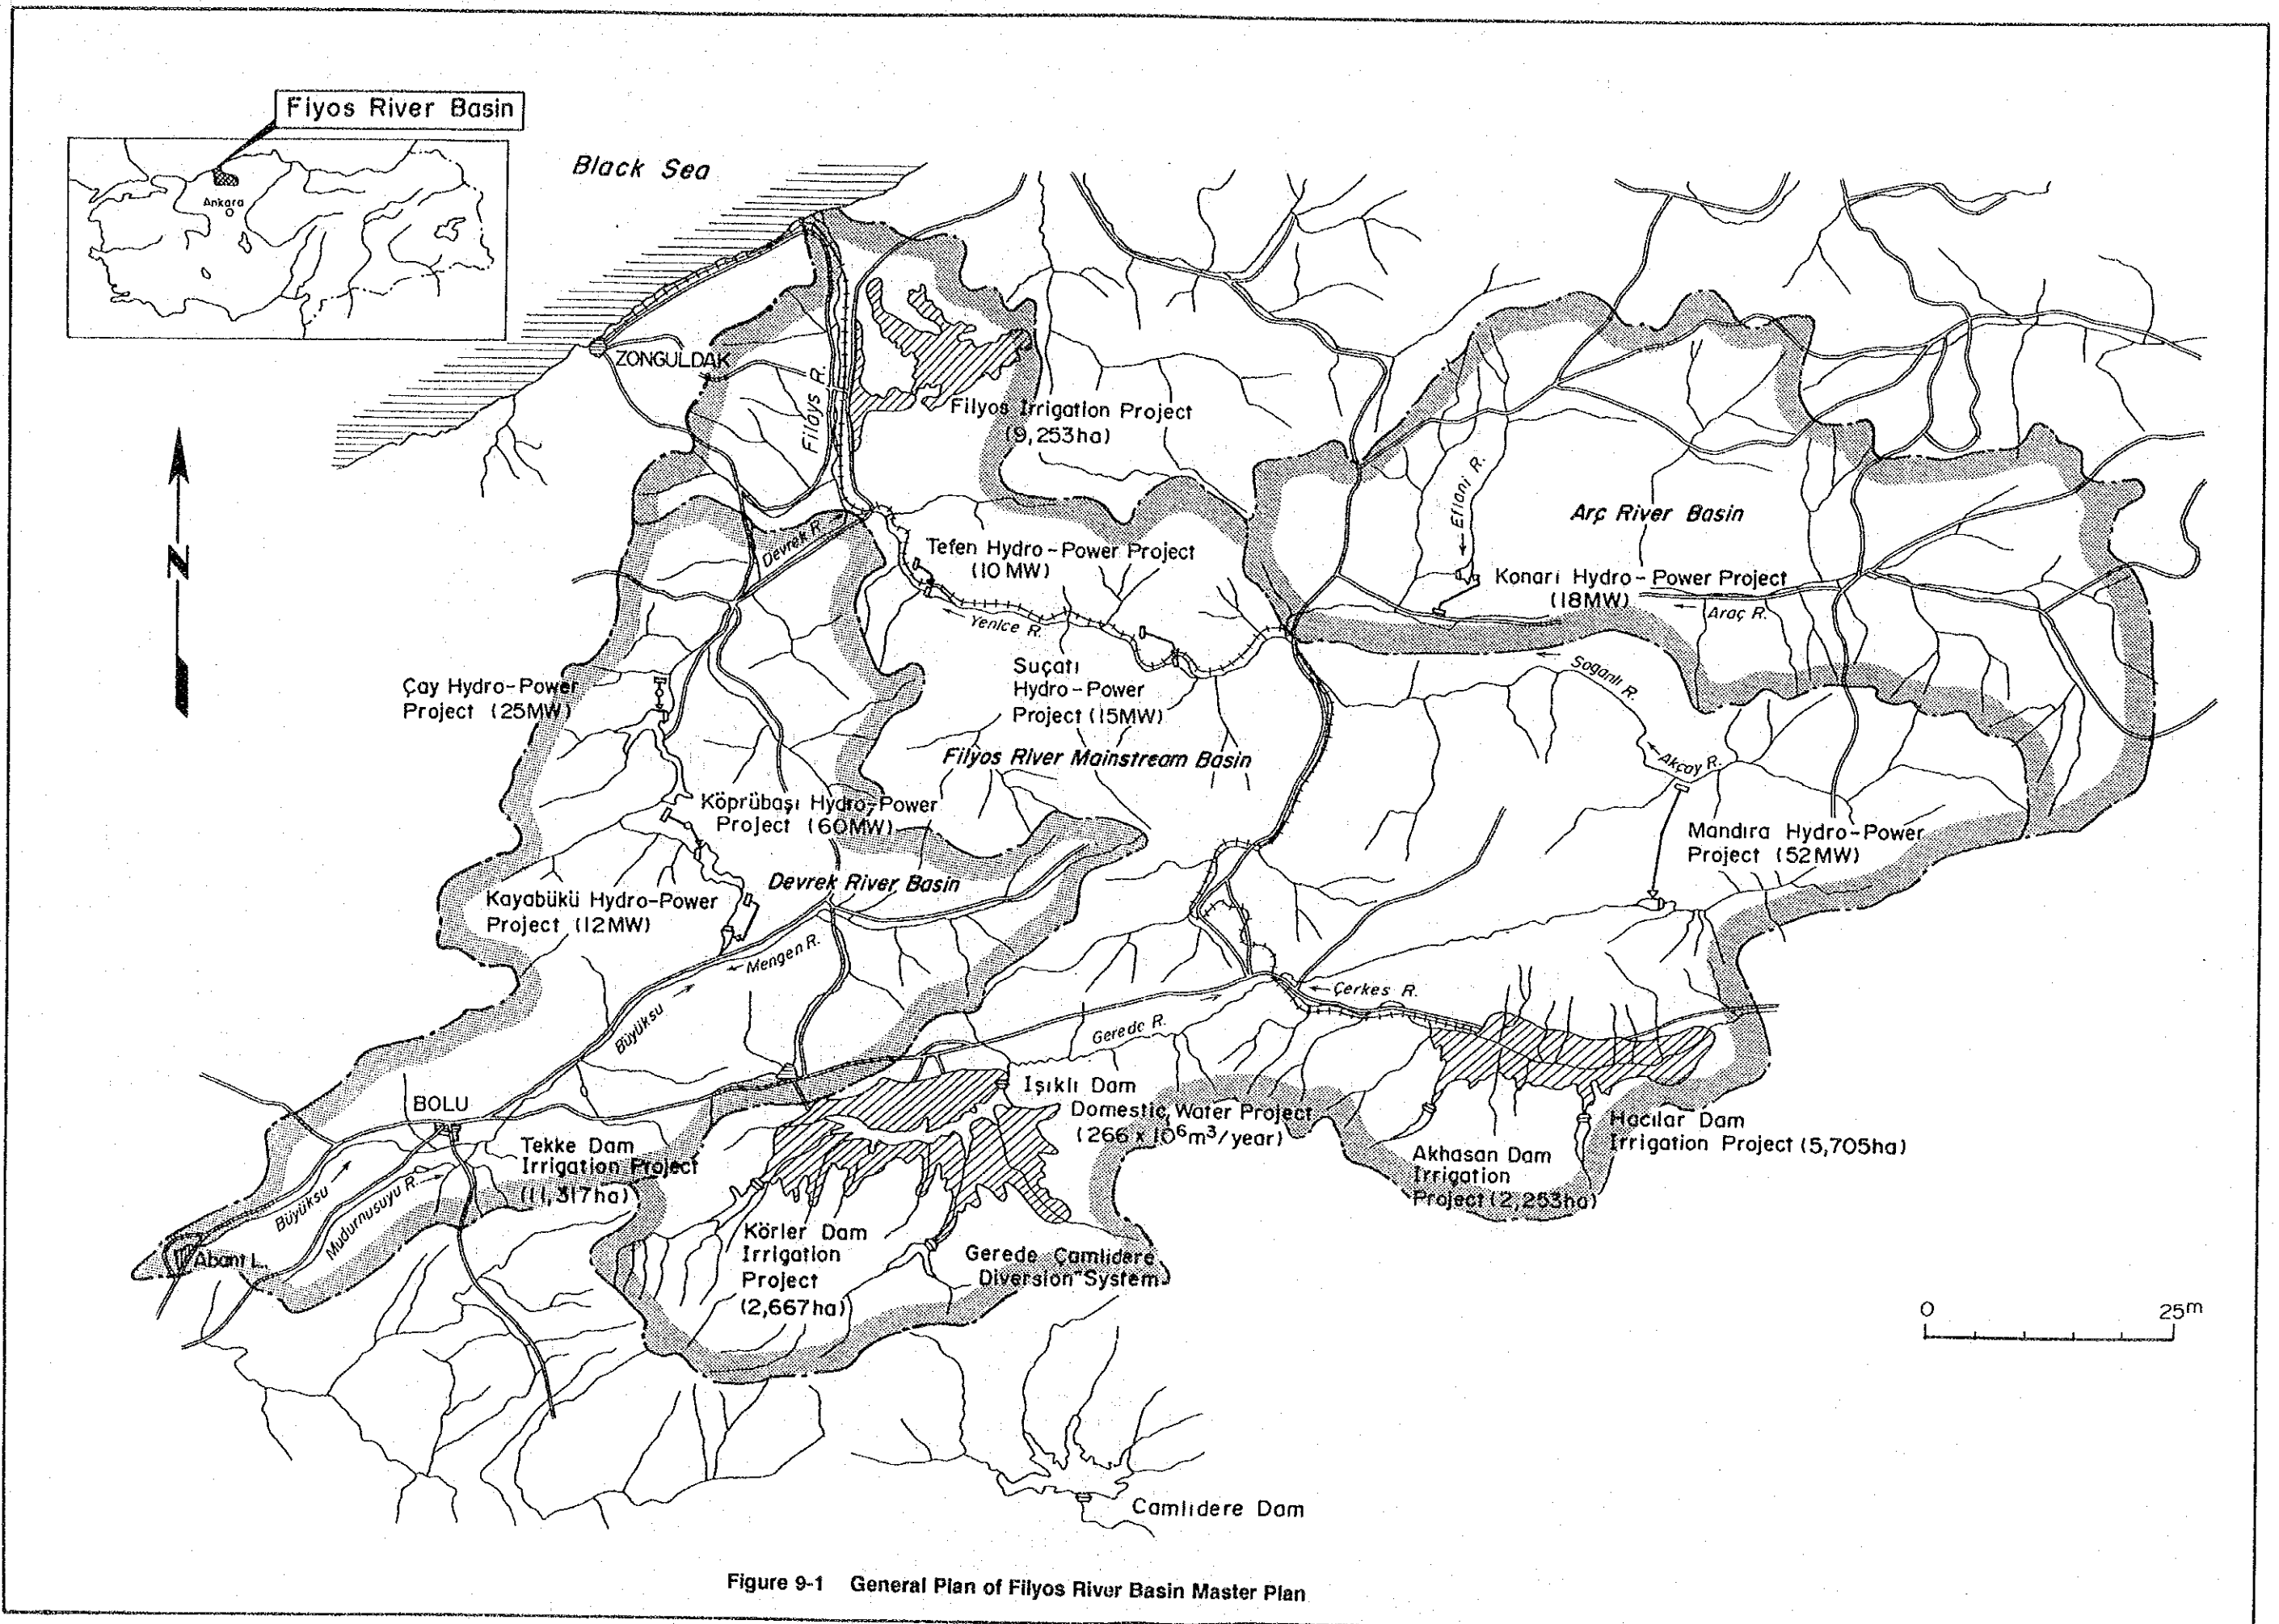 Flyos River Basin
Ankara
Black Sea
ZONGULDAK
Filays R.
Filyos Irrigation Project
(9,253ha)
N
Eflani R.
Arç River Basin
Devrek R.
Tefen Hydro-Power Project
(10 MW)
Konari Hydro-Power Project
(18MW)
Araç R.
Yenice R.
Suçatı
Hydro-Power
Project (15MW)
Soganlı R.
Çay Hydro-Power
Project (25MW)
Filyos River Mainstream Basin
Akcay R.
Köprübaşı Hydro-Power
Project (60MW)
Mandıra Hydro-Power
Project (52MW)
Devrek River Basin
Kayabükü Hydro-Power
Project (12MW)
Mengen R.
Çerkes R.
Büyüksu
Gerede R.
Işıklı Dam
Domestic Water Project
(266 x 10⁶m³/year)
BOLU
Tekke Dam
Irrigation Project
(11,317ha)
Hacılar Dam
Irrigation Project (5,705ha)
Akhasan Dam
Irrigation
Project (2,253ha)
Büyüksu
Mudurnusuyu R.
Abant L.
Körler Dam
Irrigation
Project
(2,667ha)
Gerede Çamlidere
Diversion System
0 25m
Camlıdere Dam
Figure 9-1 General Plan of Filyos River Basin Master Plan